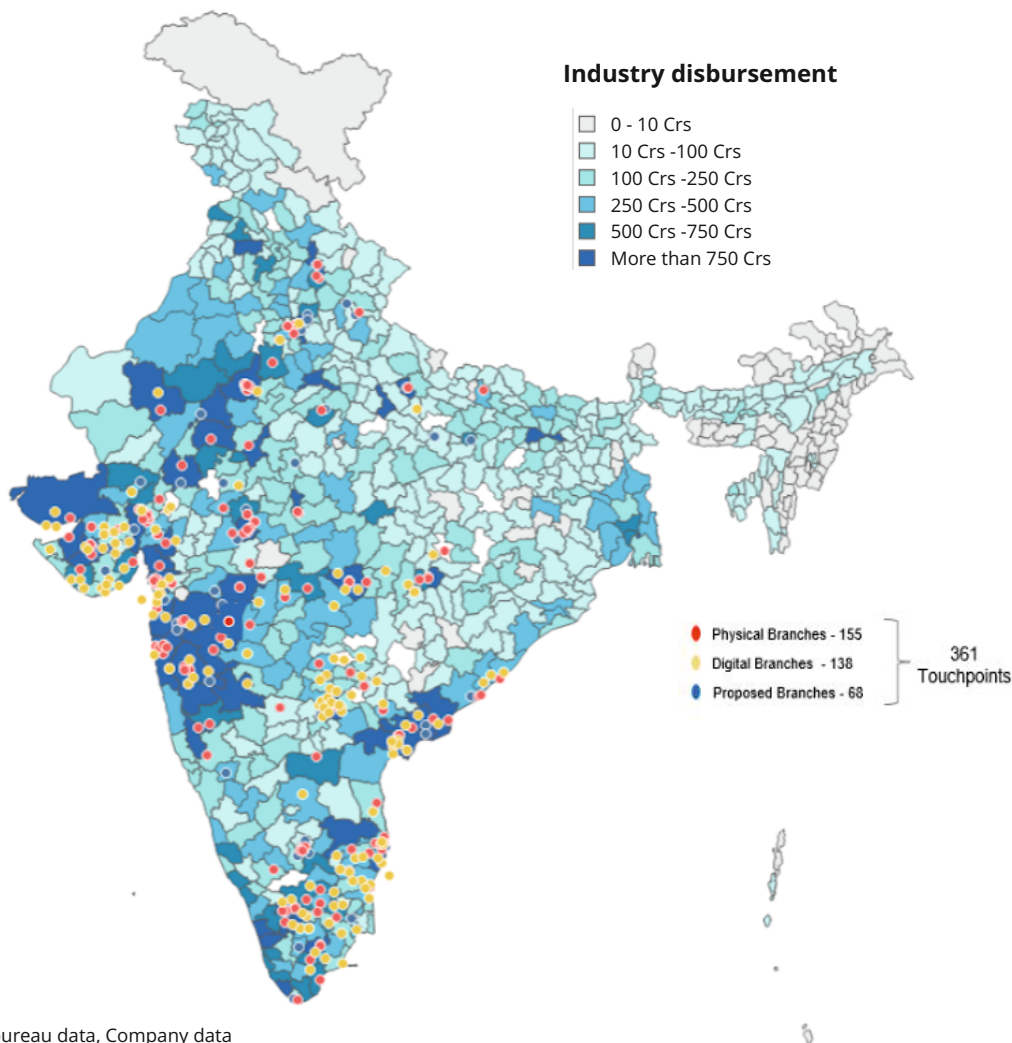 Industry disbursement
0 - 10 Crs
10 Crs -100 Crs
100 Crs -250 Crs
250 Crs -500 Crs
500 Crs -750 Crs
More than 750 Crs
Physical Branches - 155
Digital Branches - 138
Proposed Branches - 68
361
Touchpoints
data, Company data